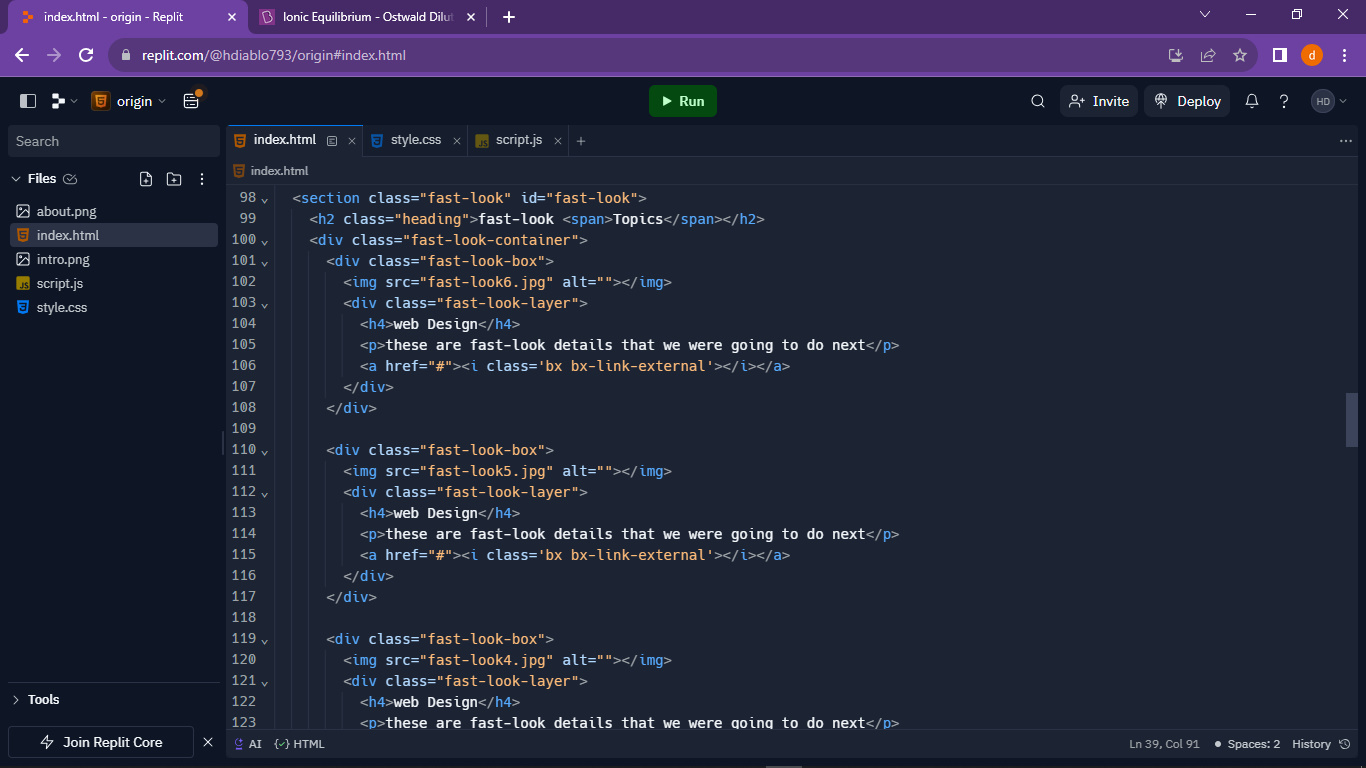 index.html - origin - Replit
Ionic Equilibrium - Ostwald Dilut
replit.com/@hdiablo793/origin#index.html
d
origin
Run
Invite
Deploy
HD
Search
index.html
style.css
script.js
Files
index.html
about.png
index.html
intro.png
script.js
style.css
98 <section class="fast-look" id="fast-look">
99 <h2 class="heading">fast-look <span>Topics</span></h2>
100 <div class="fast-look-container">
101 <div class="fast-look-box">
102 <img src="fast-look6.jpg" alt=""></img>
103 <div class="fast-look-layer">
104 <h4>web Design</h4>
105 <p>these are fast-look details that we were going to do next</p>
106 <a href="#"><i class='bx bx-link-external'></i></a>
107 </div>
108 </div>
109
110 <div class="fast-look-box">
111 <img src="fast-look5.jpg" alt=""></img>
112 <div class="fast-look-layer">
113 <h4>web Design</h4>
114 <p>these are fast-look details that we were going to do next</p>
115 <a href="#"><i class='bx bx-link-external'></i></a>
116 </div>
117 </div>
118
119 <div class="fast-look-box">
120 <img src="fast-look4.jpg" alt=""></img>
121 <div class="fast-look-layer">
122 <h4>web Design</h4>
123 <p>these are fast-look details that we were going to do next</p>
Tools
Join Replit Core
AI
HTML
Ln 39, Col 91
Spaces: 2
History